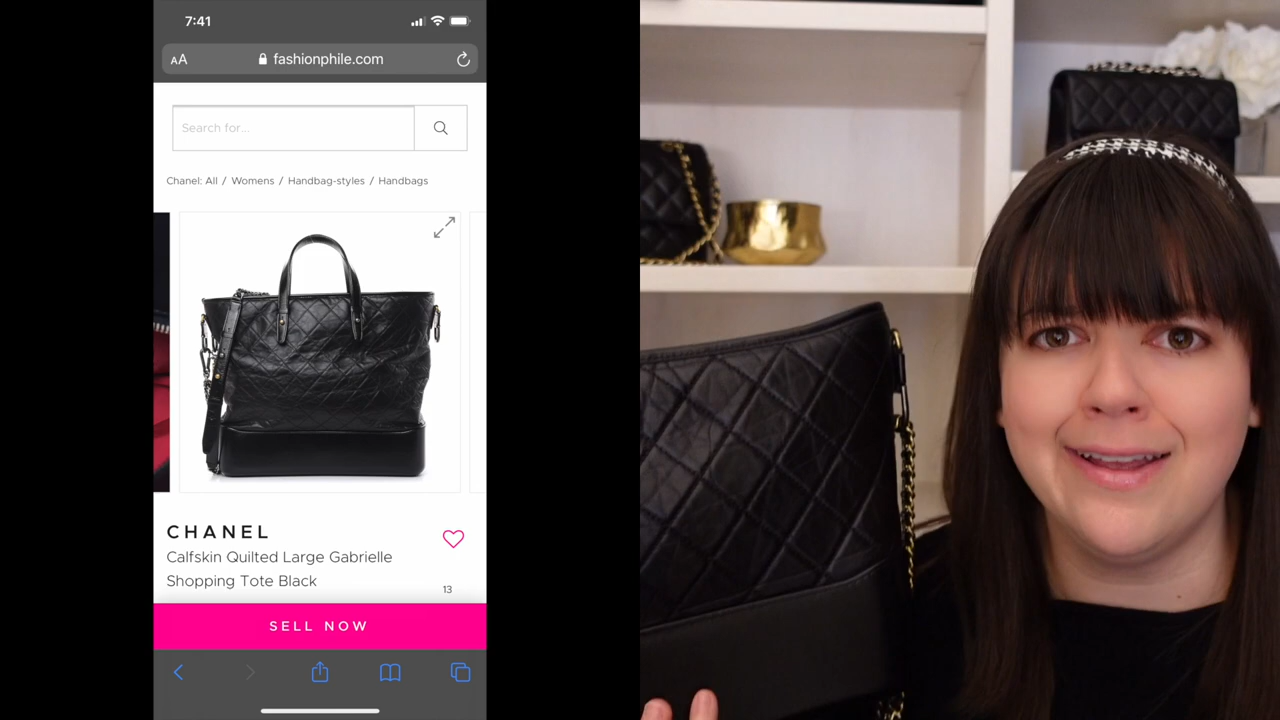 7:41
AA
fashionphile.com
Search for...
Chanel: All / Womens / Handbag-styles / Handbags
CHANEL
Calfskin Quilted Large Gabrielle
Shopping Tote Black
13
SELL NOW